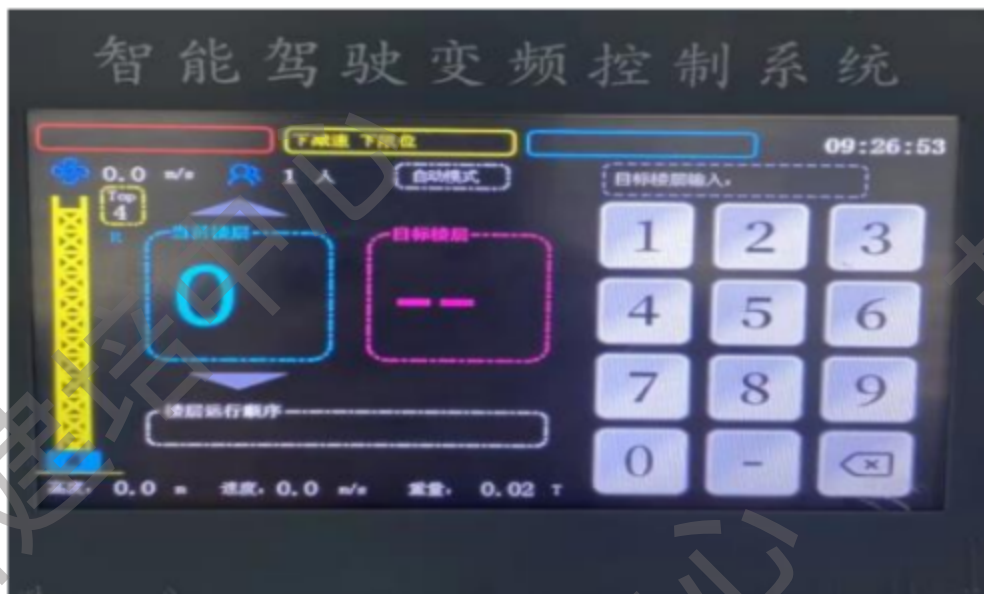 智能驾驶变频控制系统
下减速 下限位
09:26:53
0.0 m/s 1 人 自动模式 目标楼层输入:
Top
4
当前楼层 目标楼层
0 --
1 2 3
4 5 6
7 8 9
0 -
楼层运行顺序
高度: 0.0 m 速度: 0.0 m/s 重量: 0.02 T